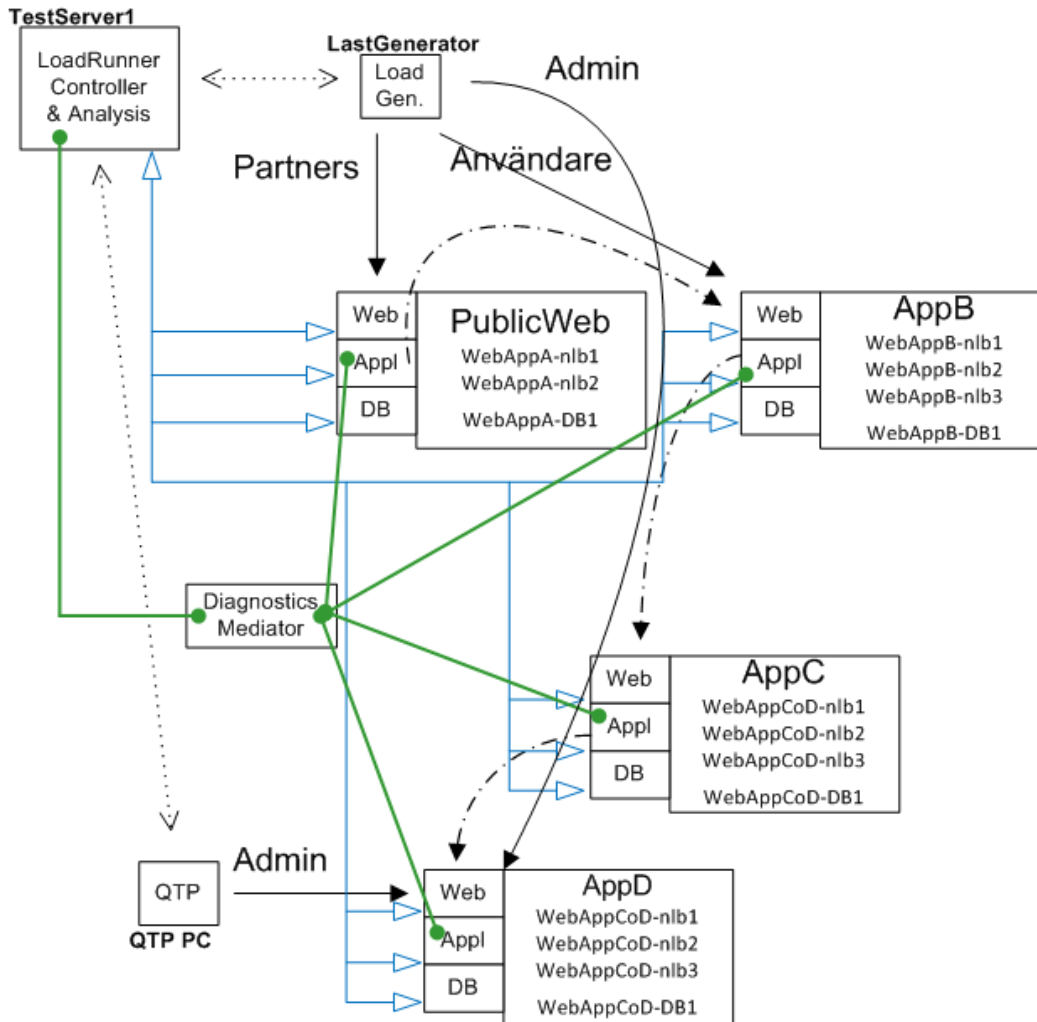 TestServer1
LoadRunner
Controller
& Analysis
LastGenerator
Load
Gen.
Admin
Partners
Användare
Web
Appl
DB
PublicWeb
WebAppA-nlb1
WebAppA-nlb2
WebAppA-DB1
Web
Appl
DB
AppB
WebAppB-nlb1
WebAppB-nlb2
WebAppB-nlb3
WebAppB-DB1
Diagnostics
Mediator
Web
Appl
DB
AppC
WebAppCoD-nlb1
WebAppCoD-nlb2
WebAppCoD-nlb3
WebAppCoD-DB1
QTP
QTP PC
Admin
Web
Appl
DB
AppD
WebAppCoD-nlb1
WebAppCoD-nlb2
WebAppCoD-nlb3
WebAppCoD-DB1